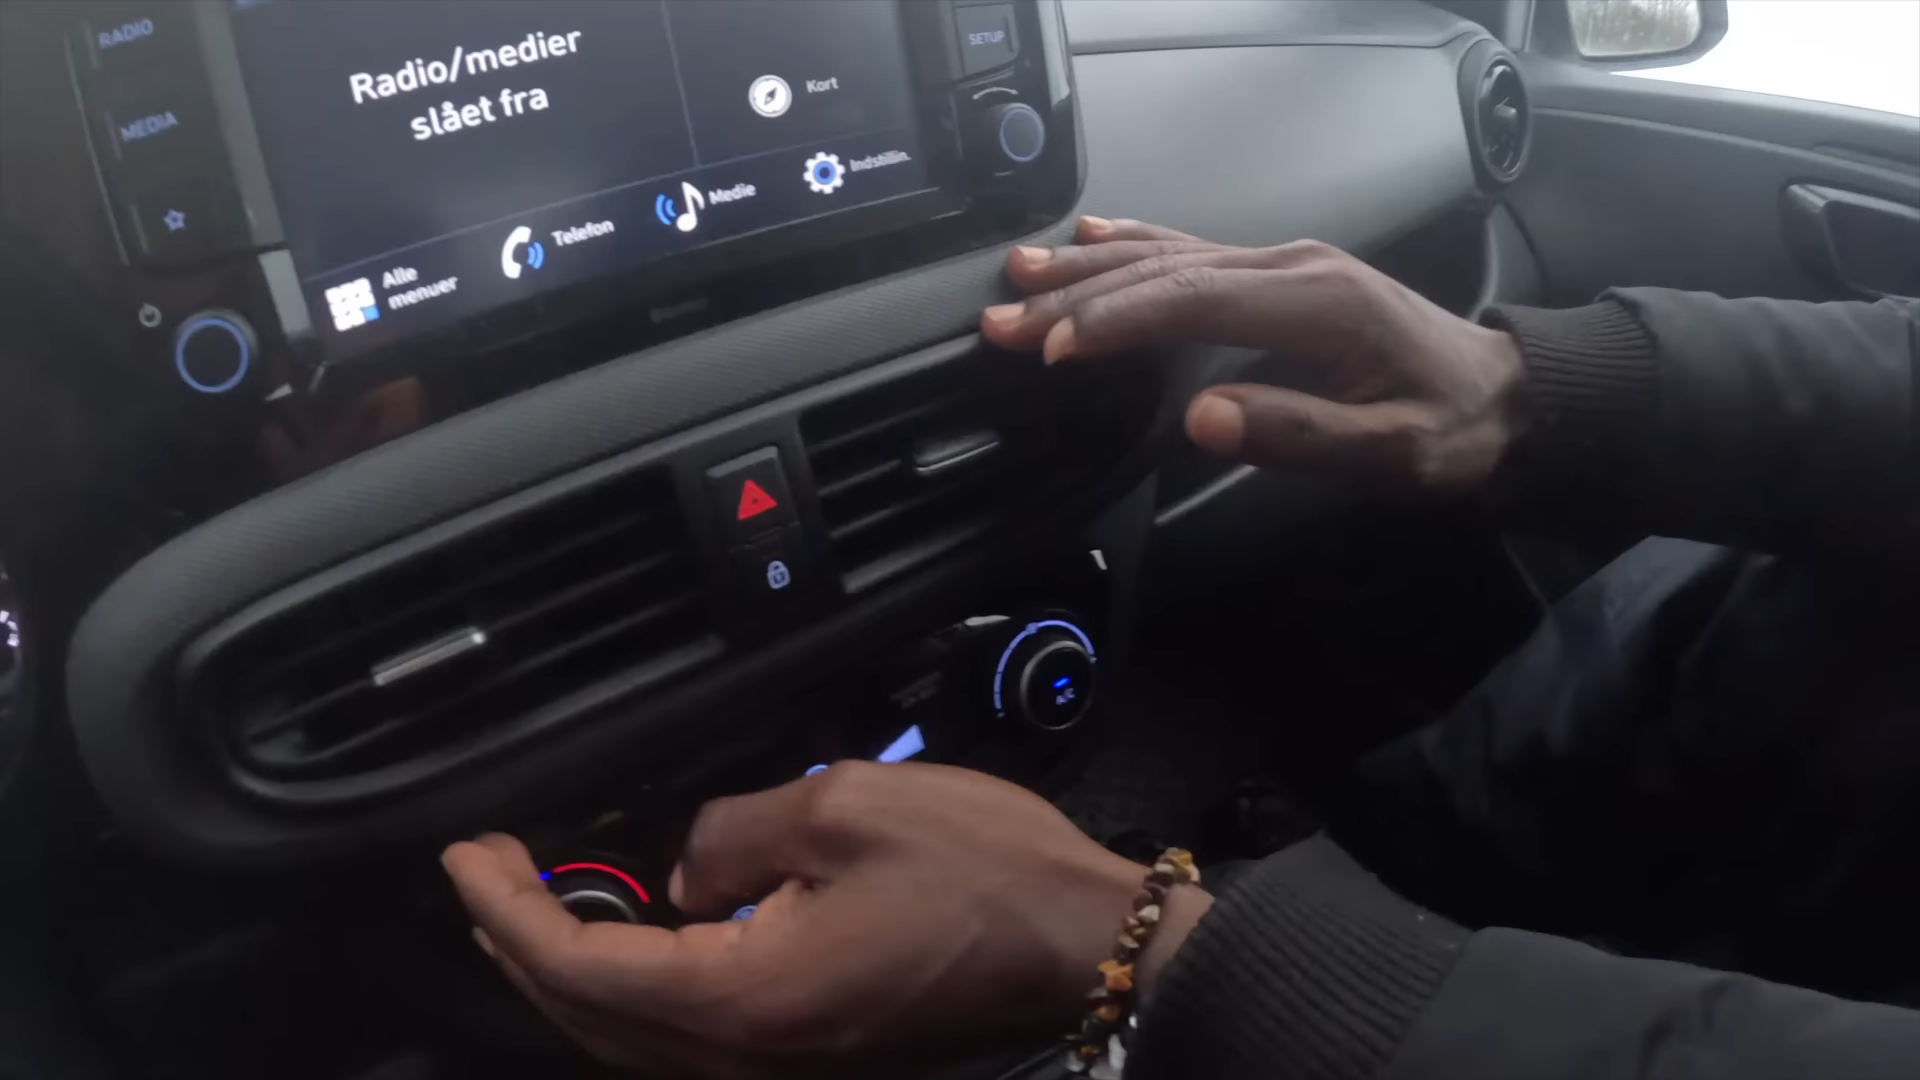 RADIO
MEDIA
Radio/medier
slået fra
Kort
SETUP
Alle
menuer
Telefon
Medie
Indstillin.
A/C